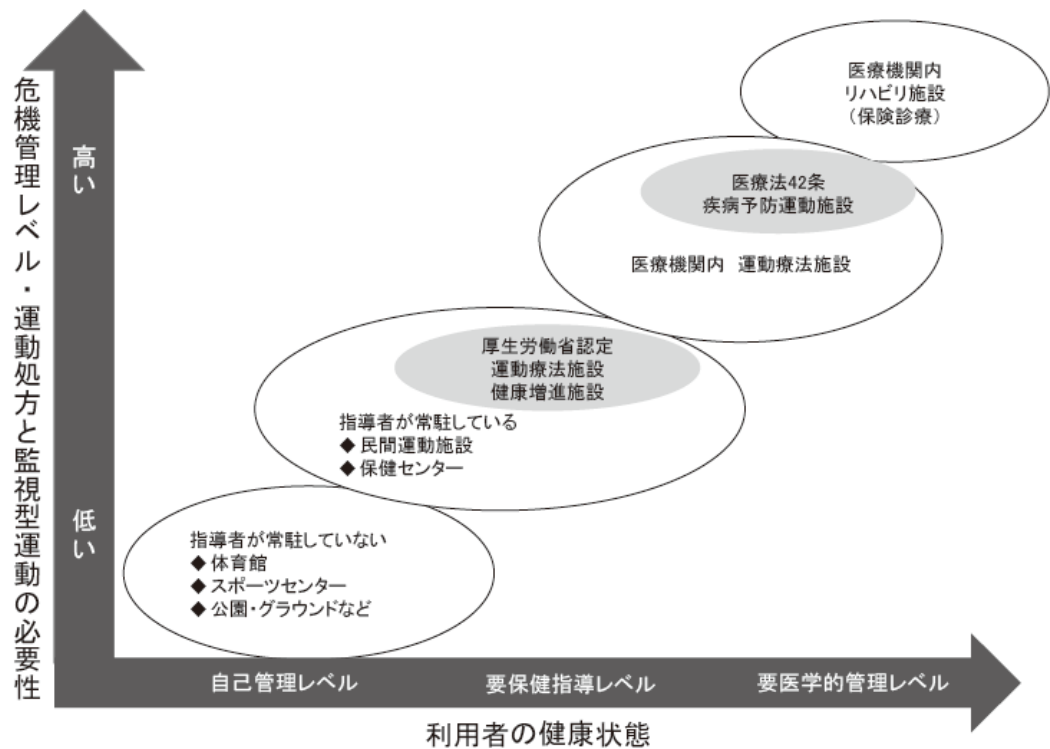 危機管理レベル・運動処方と監視型運動の必要性
高い
低い
医療機関内
リハビリ施設
（保険診療）
医療法42条
疾病予防運動施設
医療機関内 運動療法施設
厚生労働省認定
運動療法施設
健康増進施設
指導者が常駐している
◆ 民間運動施設
◆ 保健センター
指導者が常駐していない
◆ 体育館
◆ スポーツセンター
◆ 公園・グラウンドなど
自己管理レベル
要保健指導レベル
要医学的管理レベル
利用者の健康状態